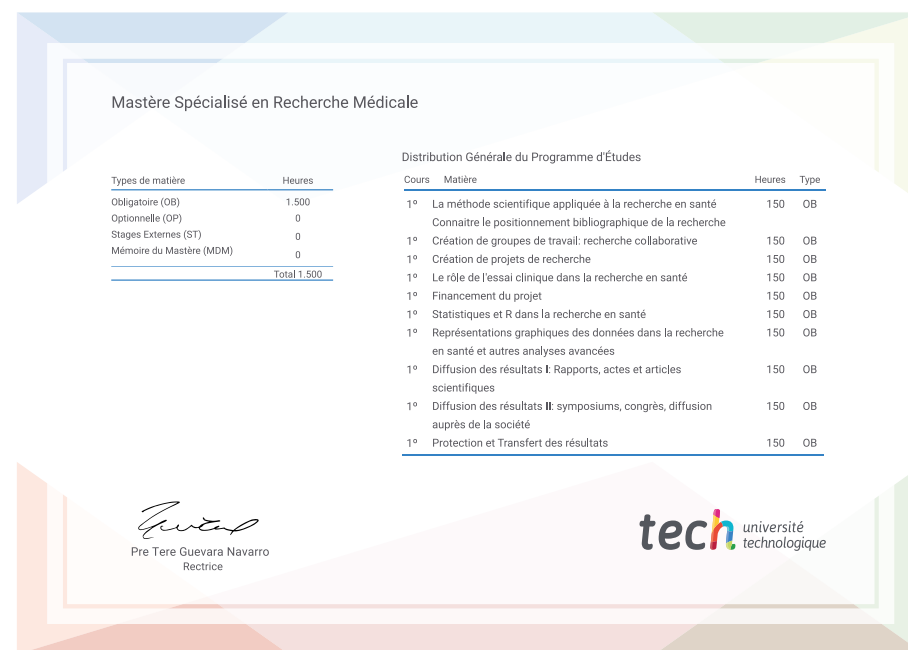 Mastère Spécialisé en Recherche Médicale
Types de matière Heures
Obligatoire (OB) 1.500
Optionnelle (OP) 0
Stages Externes (ST) 0
Mémoire du Mastère (MDM) 0
Total 1.500
Distribution Générale du Programme d'Études
Cours Matière Heures Type
1º La méthode scientifique appliquée à la recherche en santé 150 OB
Connaitre le positionnement bibliographique de la recherche
1º Création de groupes de travail: recherche collaborative 150 OB
1º Création de projets de recherche 150 OB
1º Le rôle de l'essai clinique dans la recherche en santé 150 OB
1º Financement du projet 150 OB
1º Statistiques et R dans la recherche en santé 150 OB
1º Représentations graphiques des données dans la recherche 150 OB
en santé et autres analyses avancées
1º Diffusion des résultats I: Rapports, actes et articles 150 OB
scientifiques
1º Diffusion des résultats II: symposiums, congrès, diffusion 150 OB
auprès de la société
1º Protection et Transfert des résultats 150 OB
Pre Tere Guevara Navarro
Rectrice
tech université
technologique